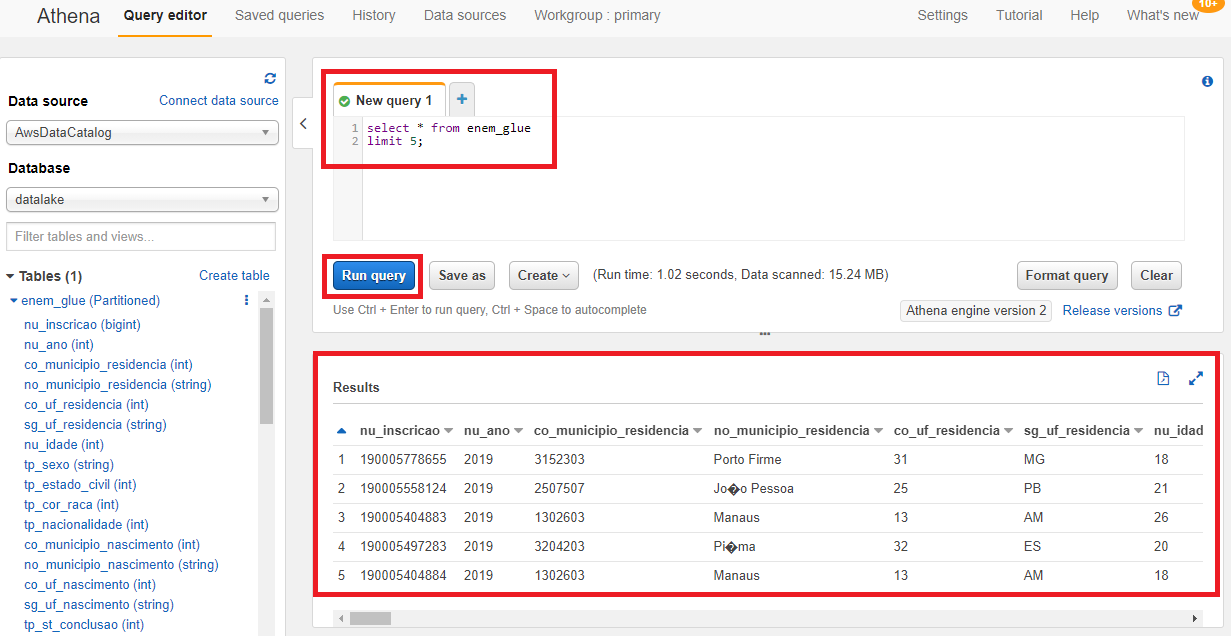 Athena Query editor Saved queries History Data sources Workgroup : primary Settings Tutorial Help What's new 10+
Data source Connect data source
AwsDataCatalog
Database
datalake
Filter tables and views...
Tables (1) Create table
enem_glue (Partitioned)
nu_inscricao (bigint)
nu_ano (int)
co_municipio_residencia (int)
no_municipio_residencia (string)
co_uf_residencia (int)
sg_uf_residencia (string)
nu_idade (int)
tp_sexo (string)
tp_estado_civil (int)
tp_cor_raca (int)
tp_nacionalidade (int)
co_municipio_nascimento (int)
no_municipio_nascimento (string)
co_uf_nascimento (int)
sg_uf_nascimento (string)
tp_st_conclusao (int)
New query 1 +
1 select * from enem_glue
2 limit 5;
Run query Save as Create (Run time: 1.02 seconds, Data scanned: 15.24 MB) Format query Clear
Use Ctrl + Enter to run query, Ctrl + Space to autocomplete Athena engine version 2 Release versions
Results
nu_inscricao nu_ano co_municipio_residencia no_municipio_residencia co_uf_residencia sg_uf_residencia nu_idad
1 190005778655 2019 3152303 Porto Firme 31 MG 18
2 190005558124 2019 2507507 Jo�o Pessoa 25 PB 21
3 190005404883 2019 1302603 Manaus 13 AM 26
4 190005497283 2019 3204203 Pi�ma 32 ES 20
5 190005404884 2019 1302603 Manaus 13 AM 18